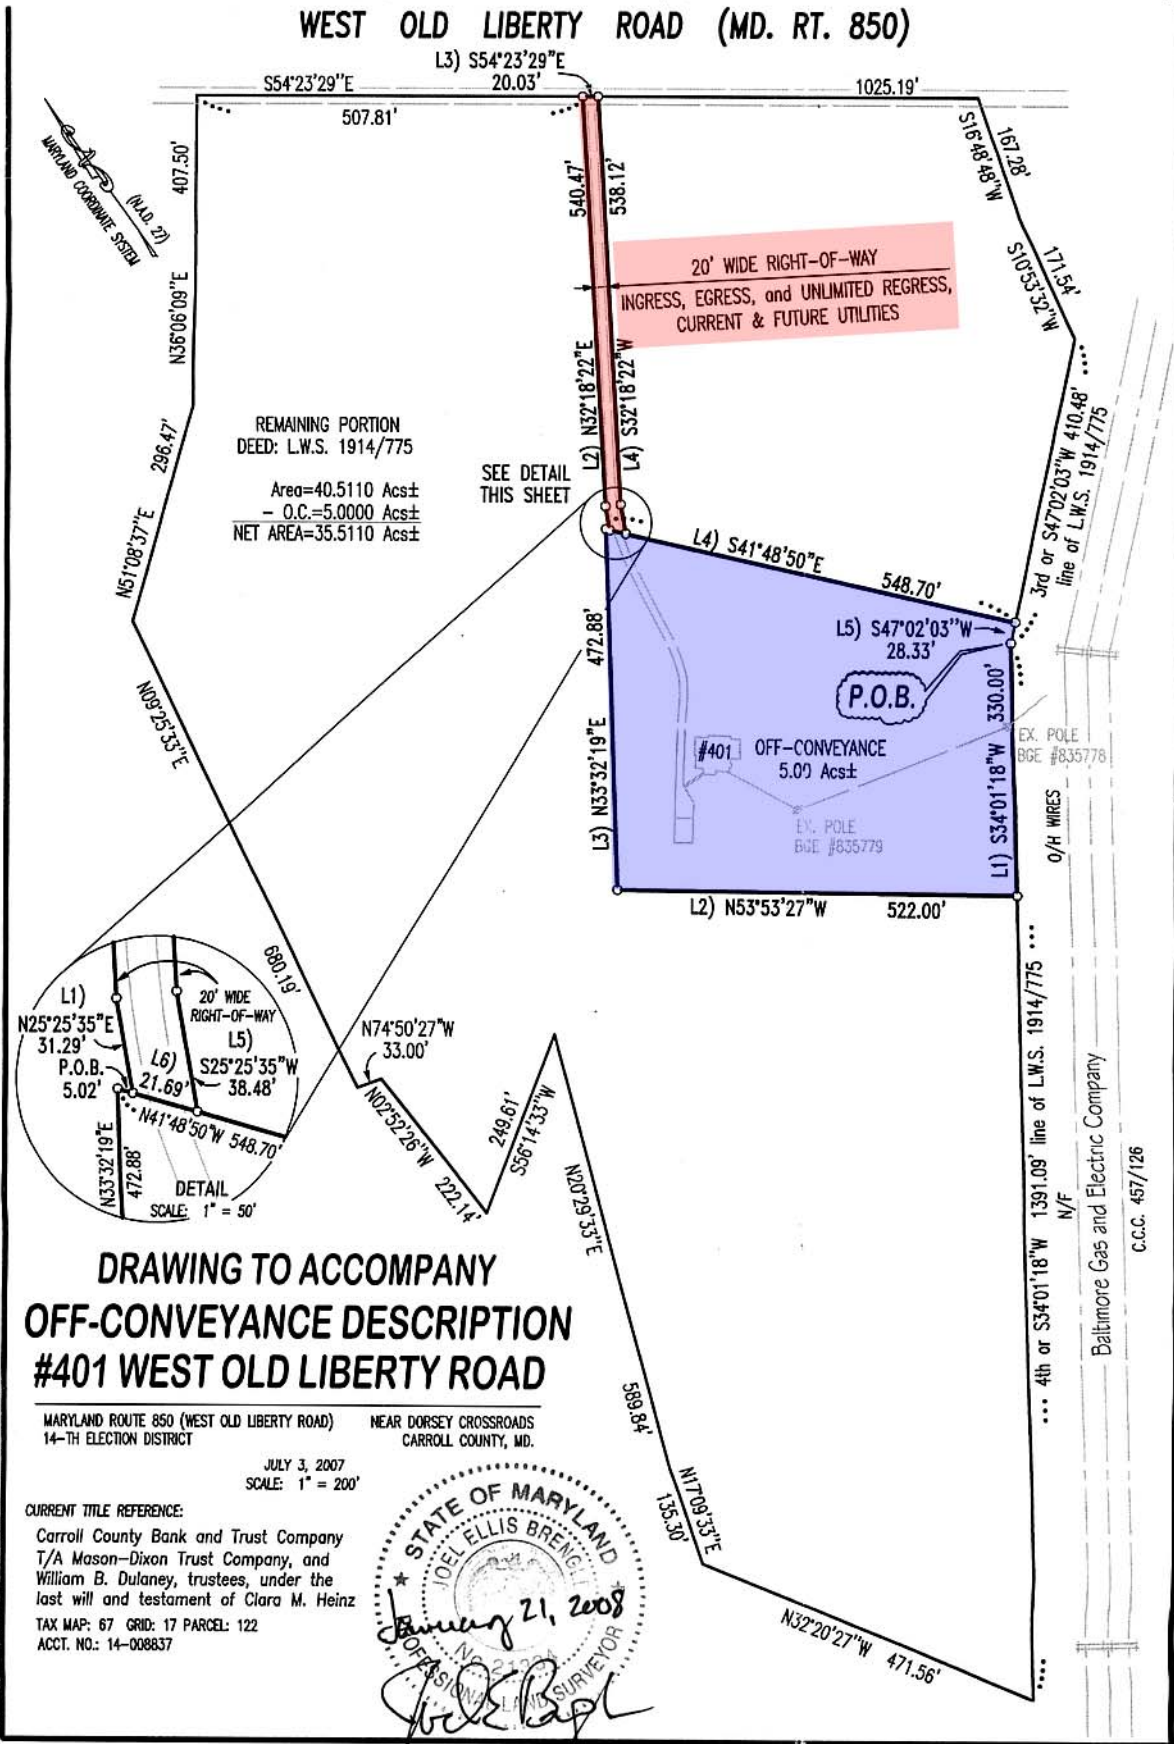 WEST OLD LIBERTY ROAD (MD. RT. 850)
L3) S54°23'29"E
20.03'
S54°23'29"E
507.81'
1025.19'
MARYLAND COORDINATE SYSTEM
(N.A.D. 27)
407.50'
N36°06'09"E
540.47'
538.12'
167.28'
S16°48'48"W
171.54'
S10°53'32"W
20' WIDE RIGHT-OF-WAY
INGRESS, EGRESS, and UNLIMITED REGRESS,
CURRENT & FUTURE UTILITIES
L2) N32°18'22"E
L4) S32°18'22"W
3rd or S47°02'03"W 410.48'
line of L.W.S. 1914/775
296.47'
N51°08'37"E
REMAINING PORTION
DEED: L.W.S. 1914/775
Area=40.5110 Acs±
- O.C.=5.0000 Acs±
NET AREA=35.5110 Acs±
SEE DETAIL
THIS SHEET
L4) S41°48'50"E
548.70'
L5) S47°02'03"W
28.33'
P.O.B.
472.88'
L3) N33°32'19"E
330.00'
L1) S34°01'18"W
#401
OFF-CONVEYANCE
5.00 Acs±
EX. POLE
BGE #835778
EX. POLE
BGE #835779
O/H WIRES
L2) N53°53'27"W
522.00'
N09°25'33"E
680.19'
L1)
N25°25'35"E
31.29'
P.O.B.
5.02'
20' WIDE
RIGHT-OF-WAY
L5)
S25°25'35"W
38.48'
L6)
21.69'
N41°48'50"W 548.70'
N33°32'19"E
472.88'
DETAIL
SCALE: 1" = 50'
N74°50'27"W
33.00'
N02°52'26"W
222.14'
249.61'
S56°14'33"W
N20°29'33"E
589.84'
N17°09'33"E
135.30'
N32°20'27"W 471.56'
4th or S34°01'18"W 1391.09' line of L.W.S. 1914/775
N/F
Baltimore Gas and Electric Company
C.C.C. 457/126
DRAWING TO ACCOMPANY
OFF-CONVEYANCE DESCRIPTION
#401 WEST OLD LIBERTY ROAD
MARYLAND ROUTE 850 (WEST OLD LIBERTY ROAD)
14-TH ELECTION DISTRICT
NEAR DORSEY CROSSROADS
CARROLL COUNTY, MD.
JULY 3, 2007
SCALE: 1" = 200'
CURRENT TITLE REFERENCE:
Carroll County Bank and Trust Company
T/A Mason-Dixon Trust Company, and
William B. Dulaney, trustees, under the
last will and testament of Clara M. Heinz
TAX MAP: 67 GRID: 17 PARCEL: 122
ACCT. NO.: 14-008837
STATE OF MARYLAND
JOEL ELLIS BRENGLE
January 21, 2008
PROFESSIONAL LAND SURVEYOR